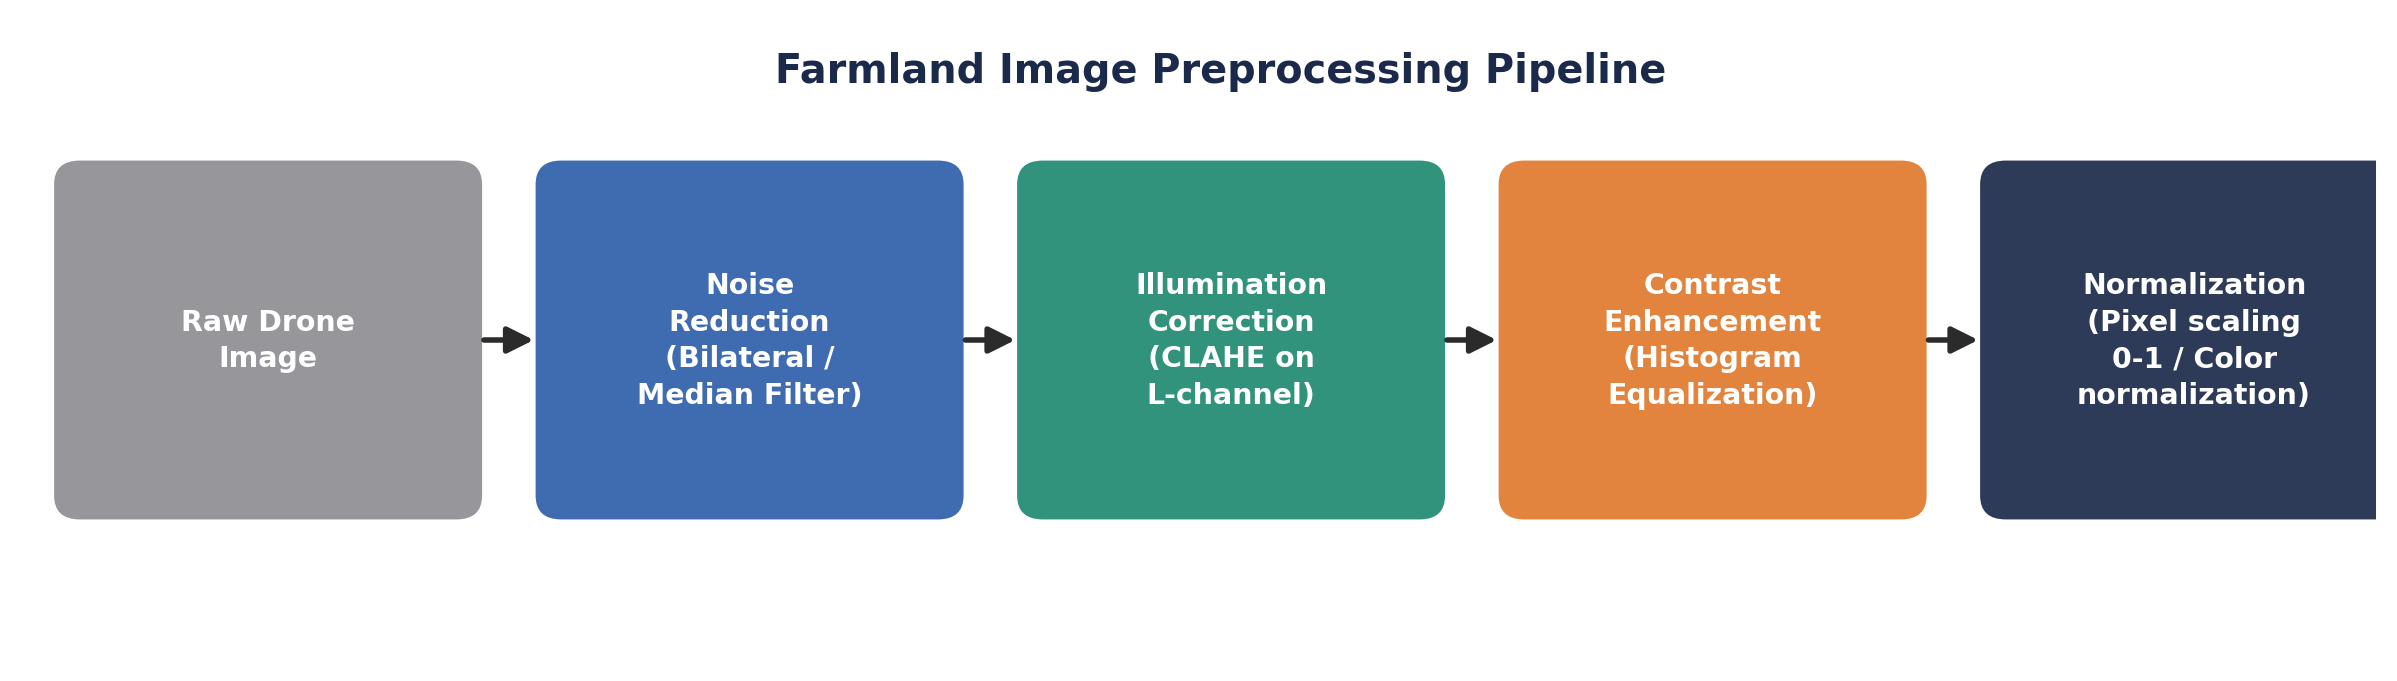 Farmland Image Preprocessing Pipeline
Raw Drone
Image
Noise
Reduction
(Bilateral /
Median Filter)
Illumination
Correction
(CLAHE on
L-channel)
Contrast
Enhancement
(Histogram
Equalization)
Normalization
(Pixel scaling
0-1 / Color
normalization)